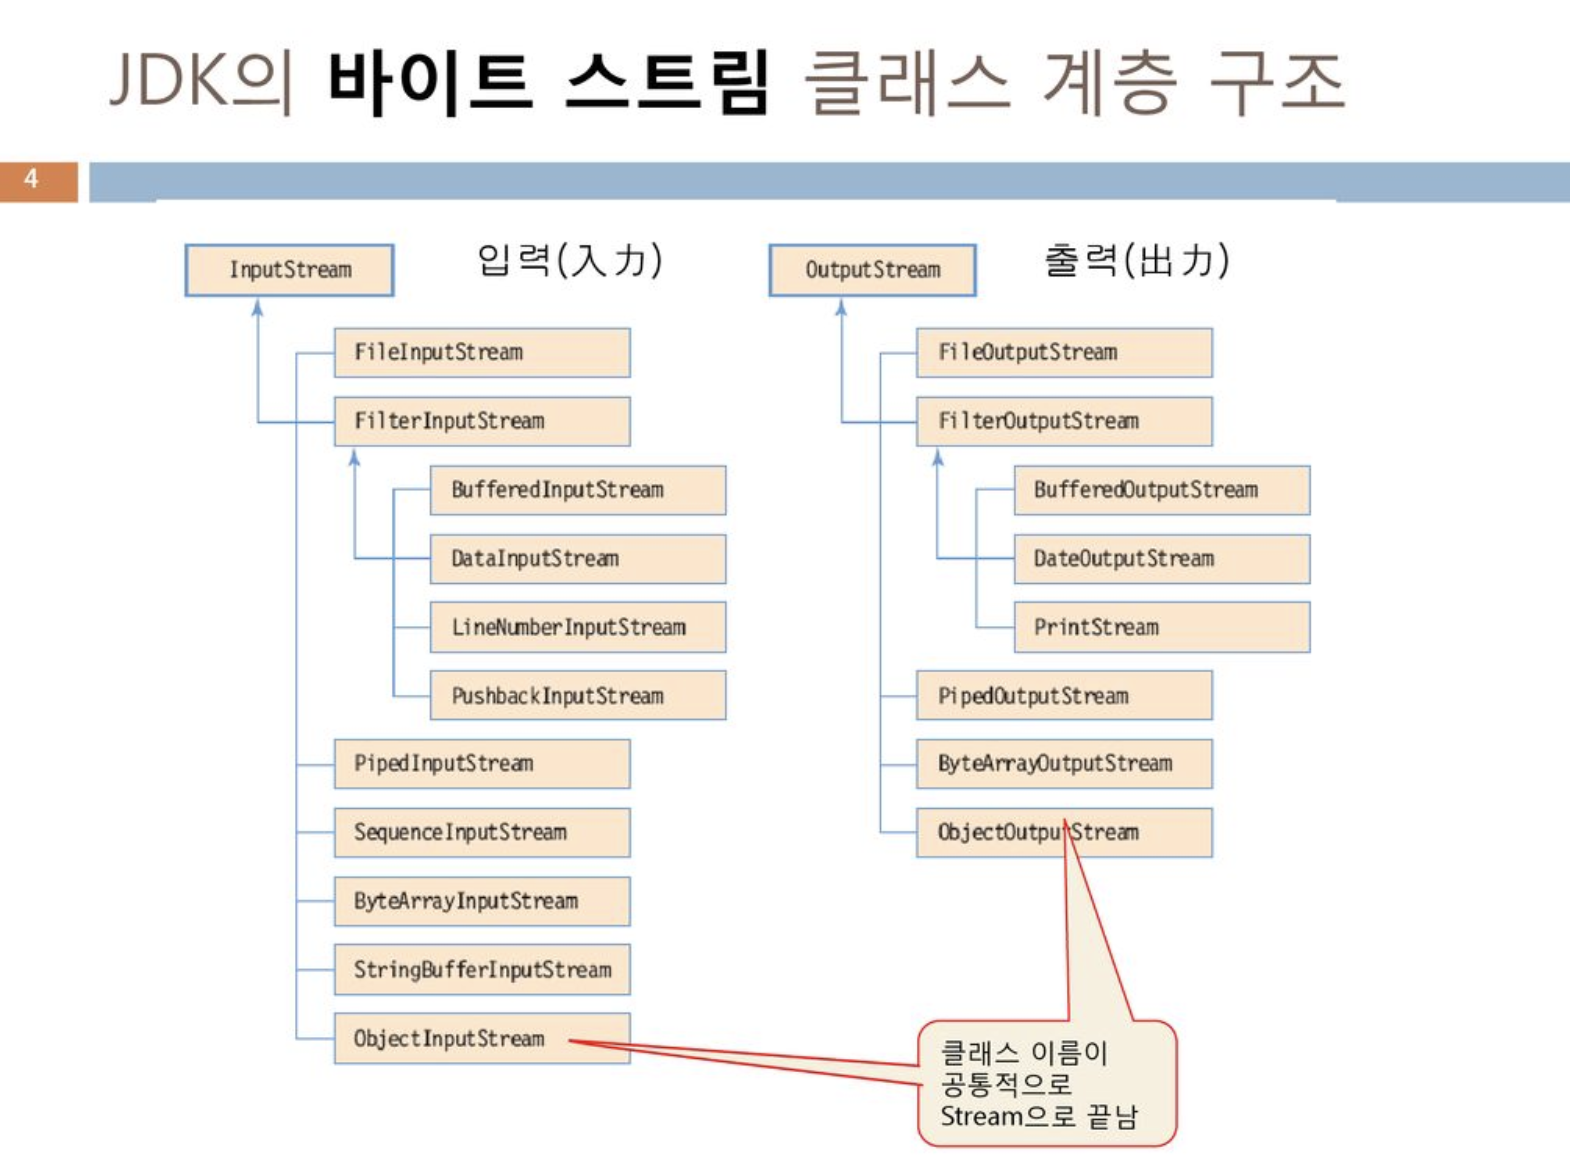 JDK의 바이트 스트림 클래스 계층 구조
4
InputStream
입력(入力)
FileInputStream
FilterInputStream
BufferedInputStream
DataInputStream
LineNumberInputStream
PushbackInputStream
PipedInputStream
SequenceInputStream
ByteArrayInputStream
StringBufferInputStream
ObjectInputStream
OutputStream
출력(出力)
FileOutputStream
FilterOutputStream
BufferedOutputStream
DateOutputStream
PrintStream
PipedOutputStream
ByteArrayOutputStream
ObjectOutputStream
클래스 이름이
공통적으로
Stream으로 끝남